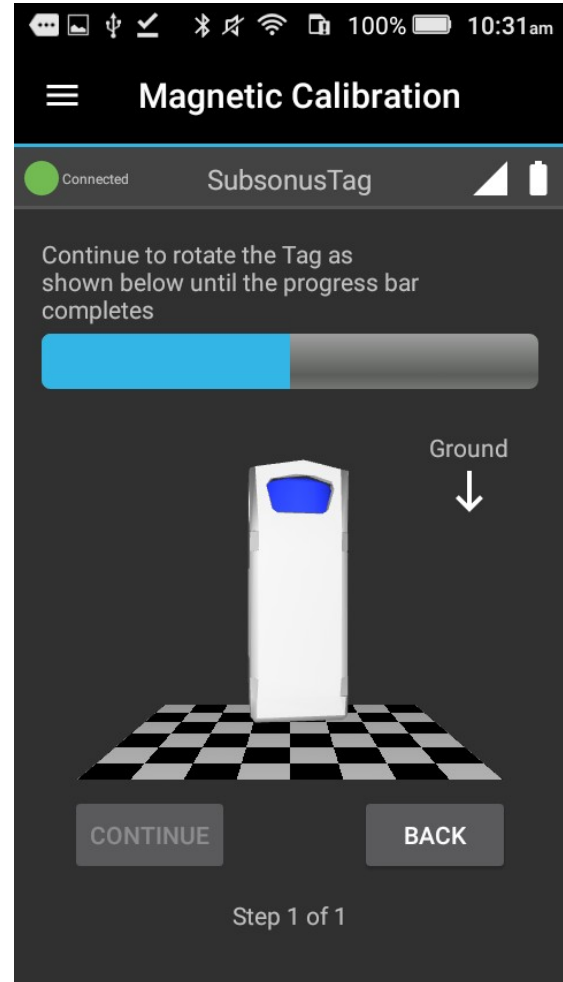 100% 10:31am
Magnetic Calibration
Connected SubsonusTag
Continue to rotate the Tag as
shown below until the progress bar
completes
Ground
CONTINUE BACK
Step 1 of 1